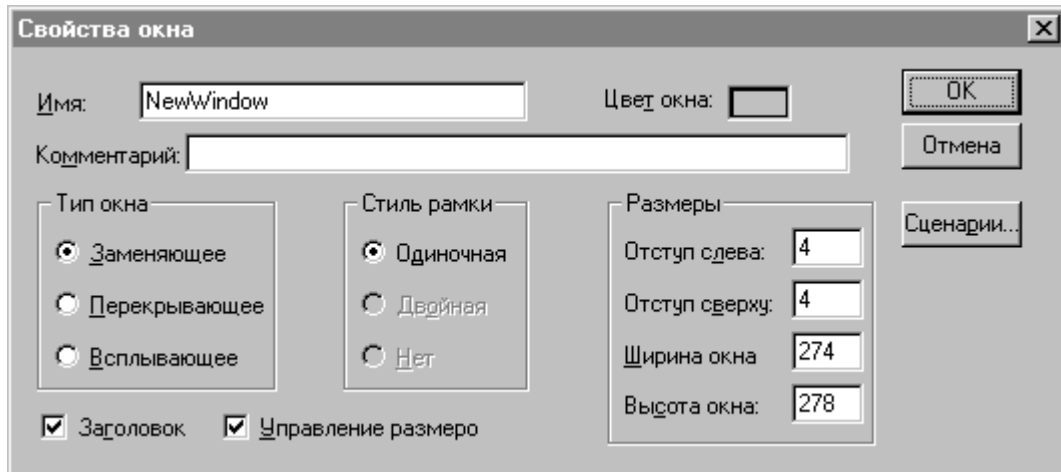 Свойства окна
Имя: NewWindow Цвет окна: OK
Комментарий: Отмена
Тип окна Стиль рамки Размеры Сценарии...
Заменяющее Одиночная Отступ слева: 4
Перекрывающее Двойная Отступ сверху: 4
Всплывающее Нет Ширина окна 274
Высота окна: 278
Заголовок Управление размеро